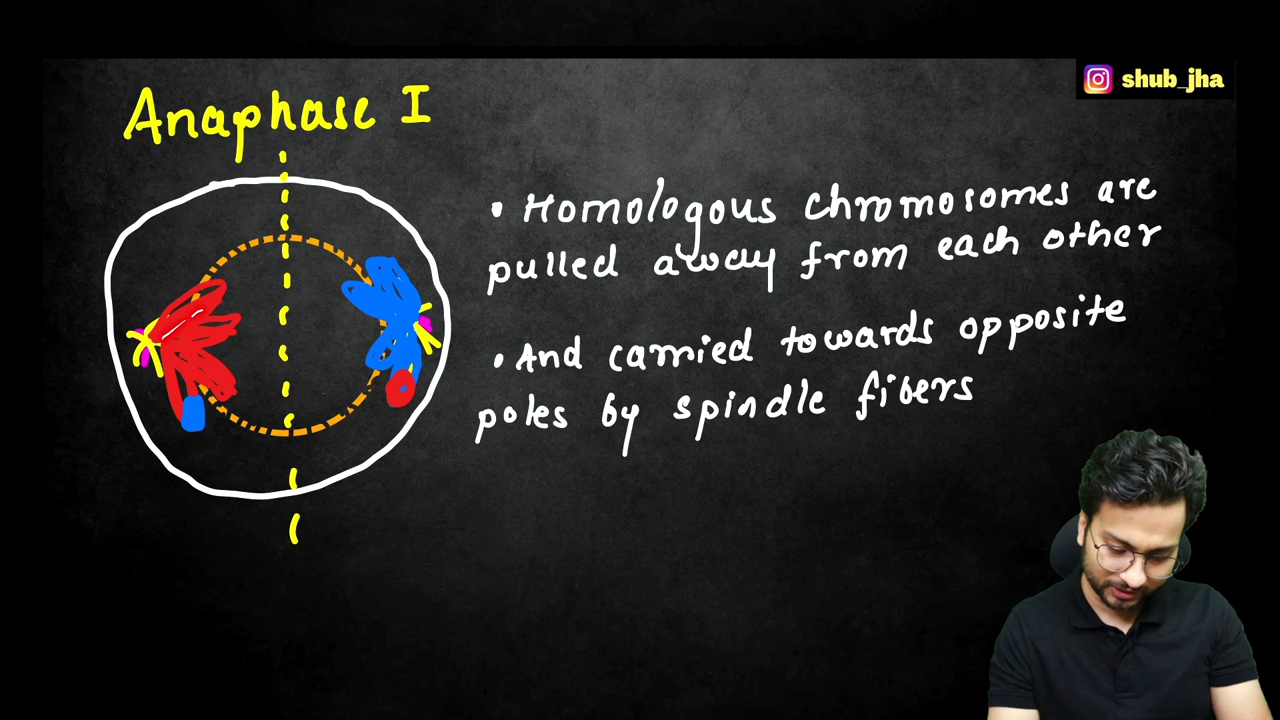 shub_jha
Anaphase I
• Homologous chromosomes are
pulled away from each other
• And carried towards opposite
poles by spindle fibers